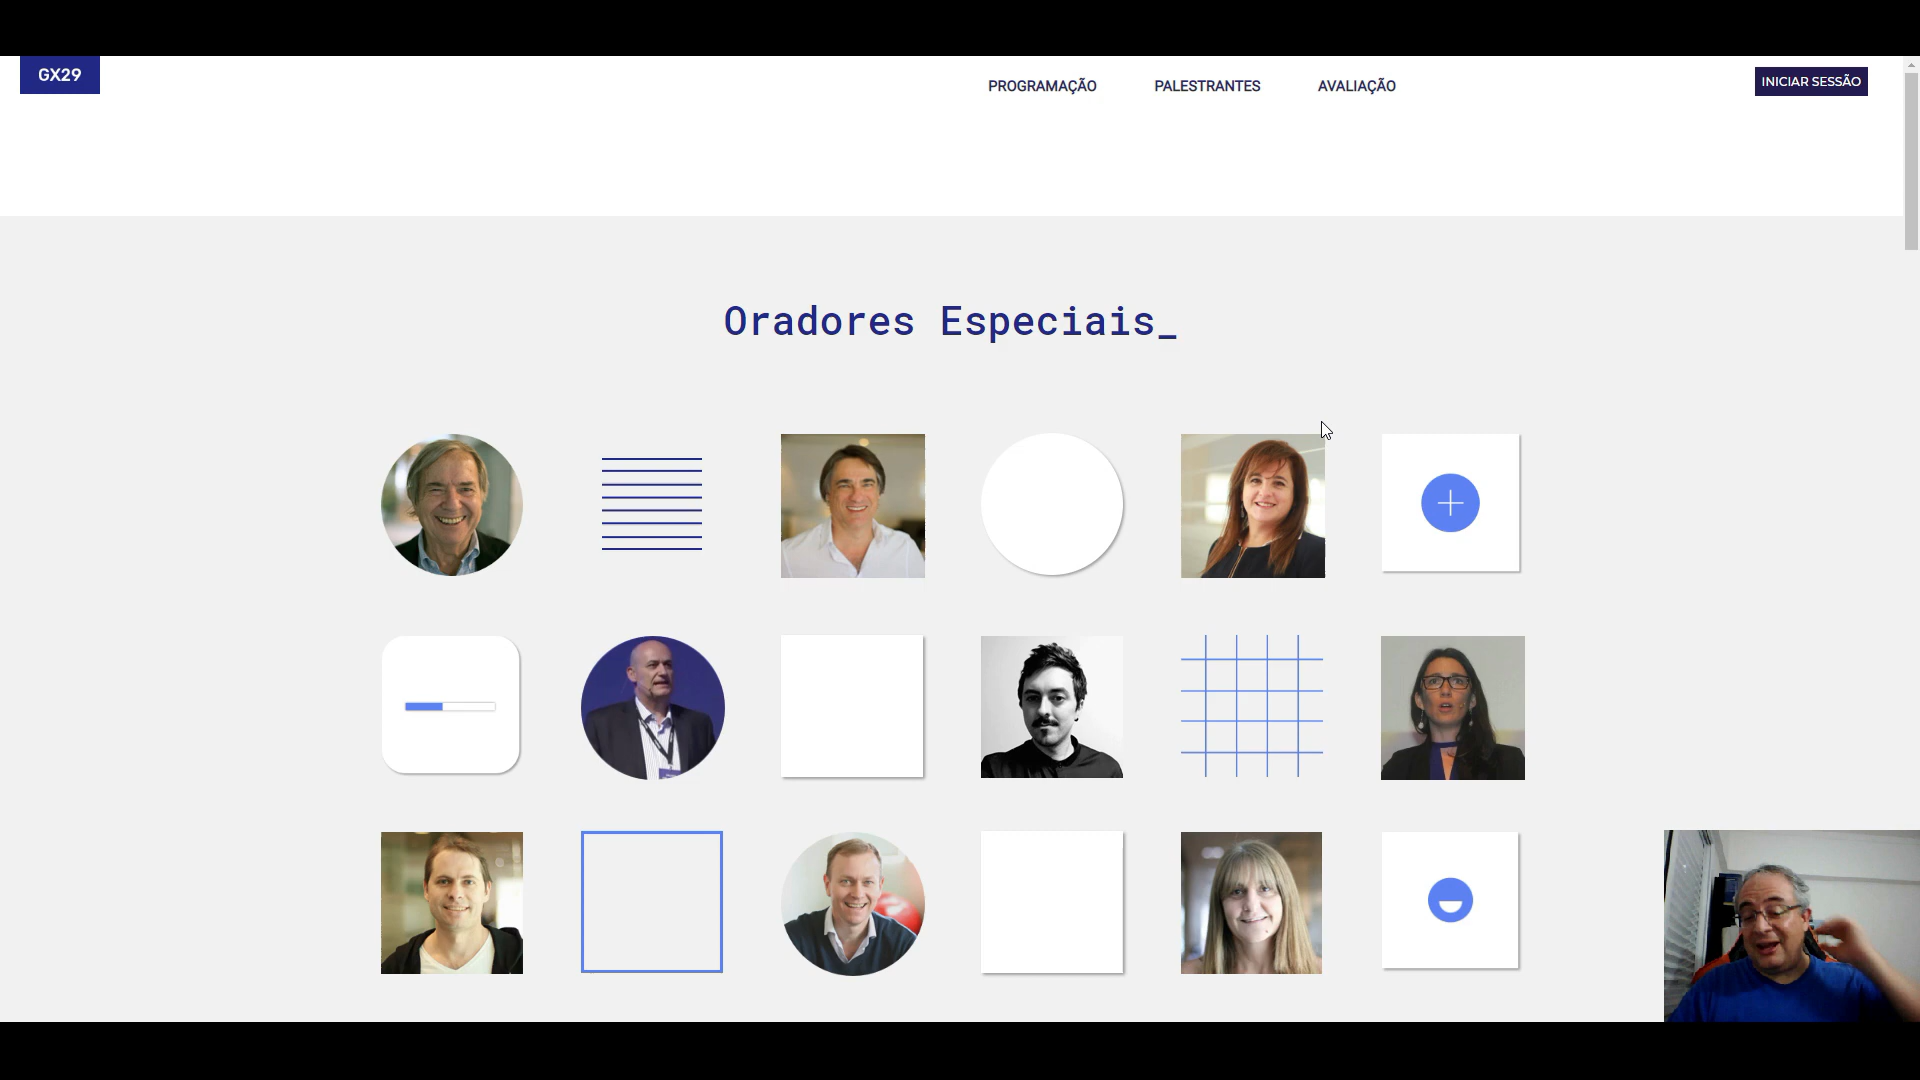 GX29
PROGRAMAÇÃO PALESTRANTES AVALIAÇÃO
INICIAR SESSÃO
Oradores Especiais_